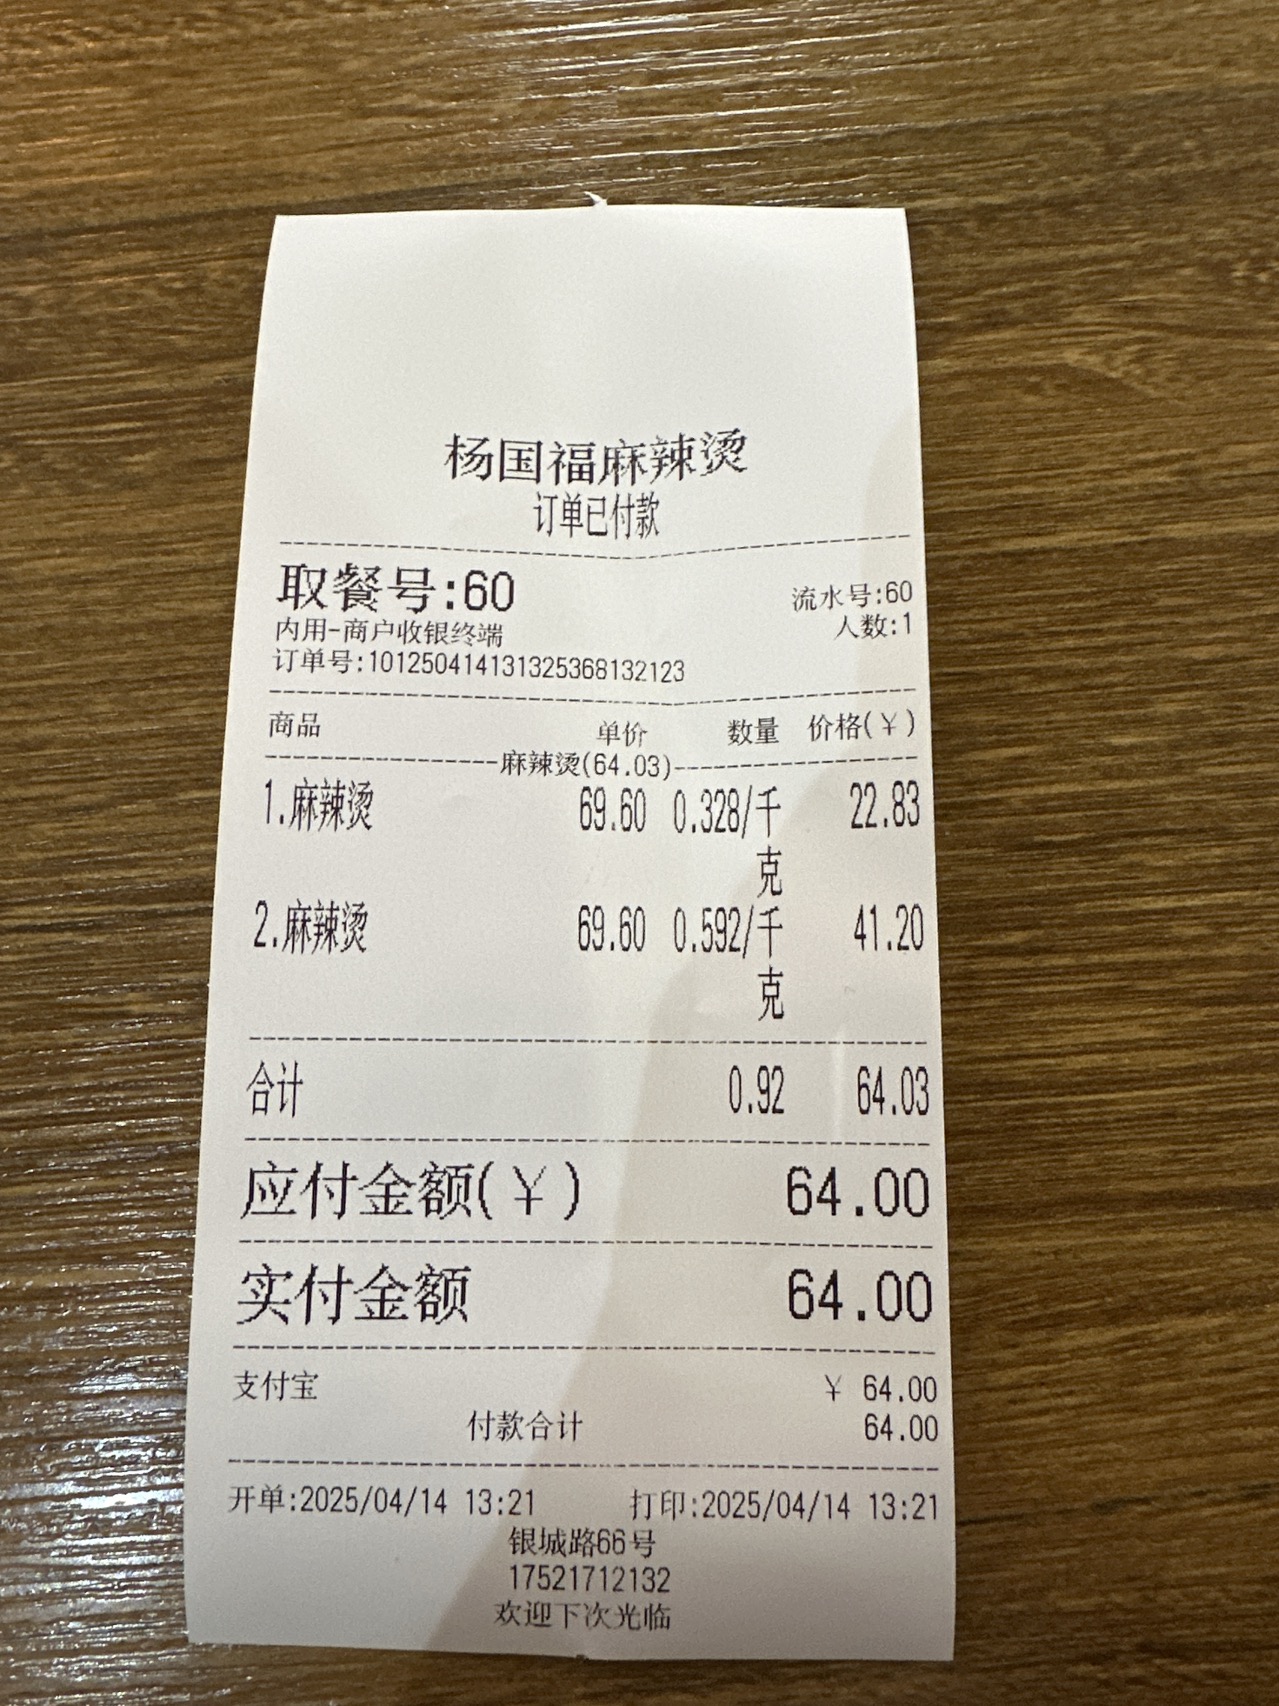 杨国福麻辣烫
订单已付款
取餐号:60 流水号:60
内用-商户收银终端 人数:1
订单号:101250414131325368132123
商品 单价 数量 价格(￥)
麻辣烫(64.03)
1.麻辣烫 69.60 0.328/千 22.83
克
2.麻辣烫 69.60 0.592/千 41.20
克
合计 0.92 64.03
应付金额(￥) 64.00
实付金额 64.00
支付宝 ￥ 64.00
付款合计 64.00
开单:2025/04/14 13:21 打印:2025/04/14 13:21
银城路66号
17521712132
欢迎下次光临